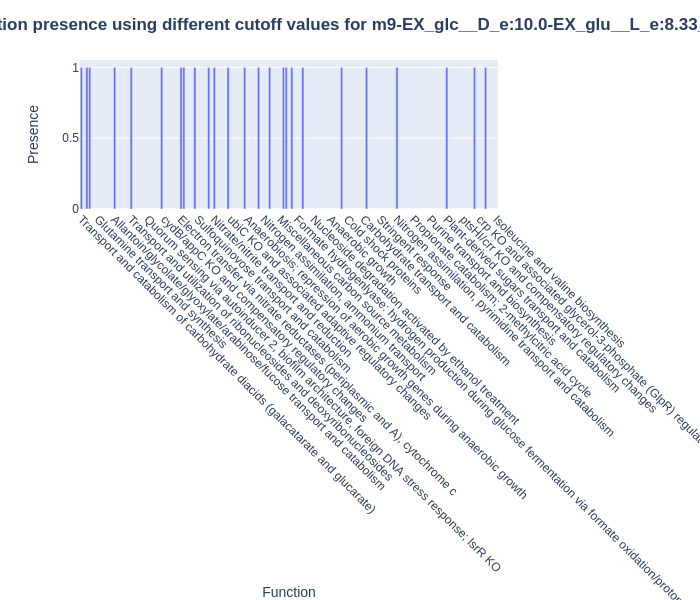 tion presence using different cutoff values for m9-EX_glc__D_e:10.0-EX_glu__L_e:8.33_
Presence
1
0.5
0
Transport and catabolism of carbohydrate diacids (galacatarate and glucarate)
Glutamine transport and synthesis
Allantoin/glycolate/glyoxylate/arabinose/fucose transport and catabolism
Transport and utilization of ribonucleosides and deoxyribonucleosides
Quorum sensing via autoinducer 2, biofilm architecture, foreign DNA stress response; lsrR KO
cydB/appC KO and compensatory regulatory changes
Electron transfer via nitrate reductases (periplasmic and A), cytochrome c
Sulfoquinovose transport and catabolism
Nitrate/nitrite transport and reduction
ubiC KO and associated adaptive regulatory changes
Anaerobiosis, repression of aerobic growth genes during anaerobic growth
Nitrogen assimilation, ammonium transport
Miscellaneous carbon source metabolism
Formate hydrogenlyase: hydrogen production during glucose fermentation via formate oxidation/proto
Nucleoside degradation, activated by ethanol treatment
Anaerobic growth
Cold shock proteins
Carbohydrate transport and catabolism
Stringent response
Nitrogen assimilation, pyrimidine transport and catabolism
Propionate catabolism; 2-methylcitric acid cycle
Purine transport and biosynthesis
Plant-derived sugars transport and catabolism
ptsHI/crr KO and compensatory regulatory changes
crp KO and associated glycerol-3-phosphate (GlpR) regula
Isoleucine and valine biosynthesis
Function